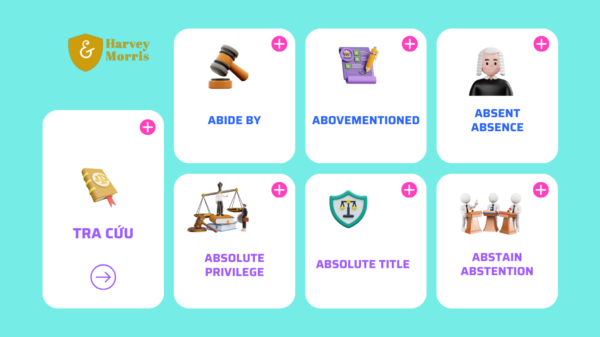 &
Harvey
Morris
ABIDE BY
ABOVEMENTIONED
ABSENT
ABSENCE
TRA CỨU
ABSOLUTE
PRIVILEGE
ABSOLUTE TITLE
ABSTAIN
ABSTENTION